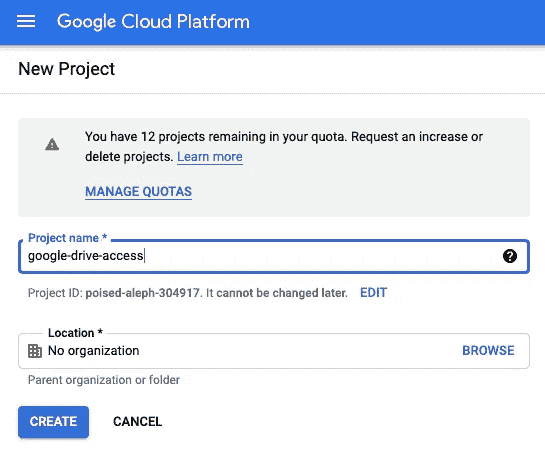 Google Cloud Platform
New Project
You have 12 projects remaining in your quota. Request an increase or
delete projects. Learn more
MANAGE QUOTAS
Project name *
google-drive-access
Project ID: poised-aleph-304917. It cannot be changed later. EDIT
Location *
No organization BROWSE
Parent organization or folder
CREATE CANCEL